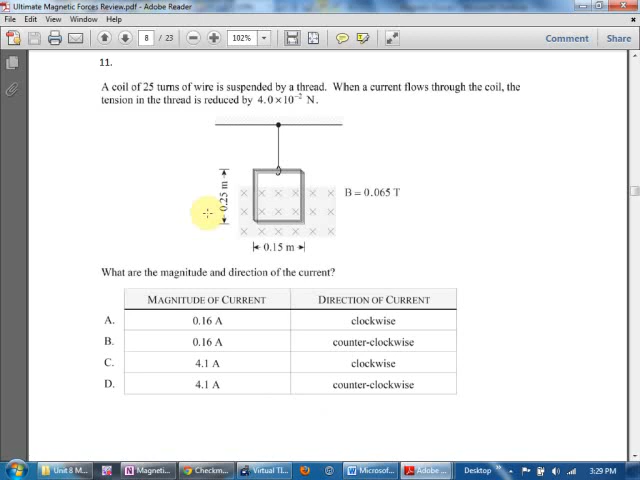 Ultimate Magnetic Forces Review.pdf - Adobe Reader
File Edit View Window Help
8 / 23 102% Comment Share
11.
A coil of 25 turns of wire is suspended by a thread. When a current flows through the coil, the
tension in the thread is reduced by 4.0×10⁻² N.
B = 0.065 T
0.25 m
0.15 m
What are the magnitude and direction of the current?
MAGNITUDE OF CURRENT DIRECTION OF CURRENT
A. 0.16 A clockwise
B. 0.16 A counter-clockwise
C. 4.1 A clockwise
D. 4.1 A counter-clockwise
Unit 8 M... Magneti... Checkm... Virtual TI... Microsof... Adobe ... Desktop 3:29 PM